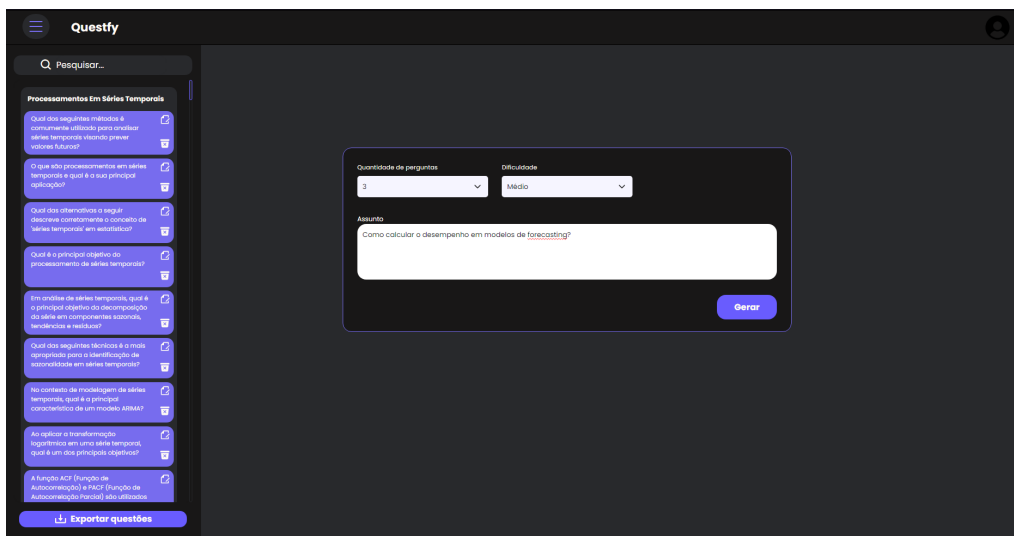 Questfy
Pesquisar...
Processamentos Em Séries Temporais
Qual dos seguintes métodos é
comumente utilizado para analisar
séries temporais visando prever
valores futuros?
O que são processamentos em séries
temporais e qual é a sua principal
aplicação?
Qual das alternativas a seguir
descreve corretamente o conceito de
'séries temporais' em estatística?
Qual é o principal objetivo do
processamento de séries temporais?
Em análise de séries temporais, qual é
o principal objetivo da decomposição
da série em componentes sazonais,
tendências e resíduos?
Qual das seguintes técnicas é a mais
apropriada para a identificação de
sazonalidade em séries temporais?
No contexto de modelagem de séries
temporais, qual é a principal
característica de um modelo ARIMA?
Ao aplicar a transformação
logarítmica em uma série temporal,
qual é um dos principais objetivos?
A função ACF (Função de
Autocorrelação) e PACF (Função de
Autocorrelação Parcial) são utilizados
Exportar questões
Quantidade de perguntas
3
Dificuldade
Médio
Assunto
Como calcular o desempenho em modelos de forecasting?
Gerar